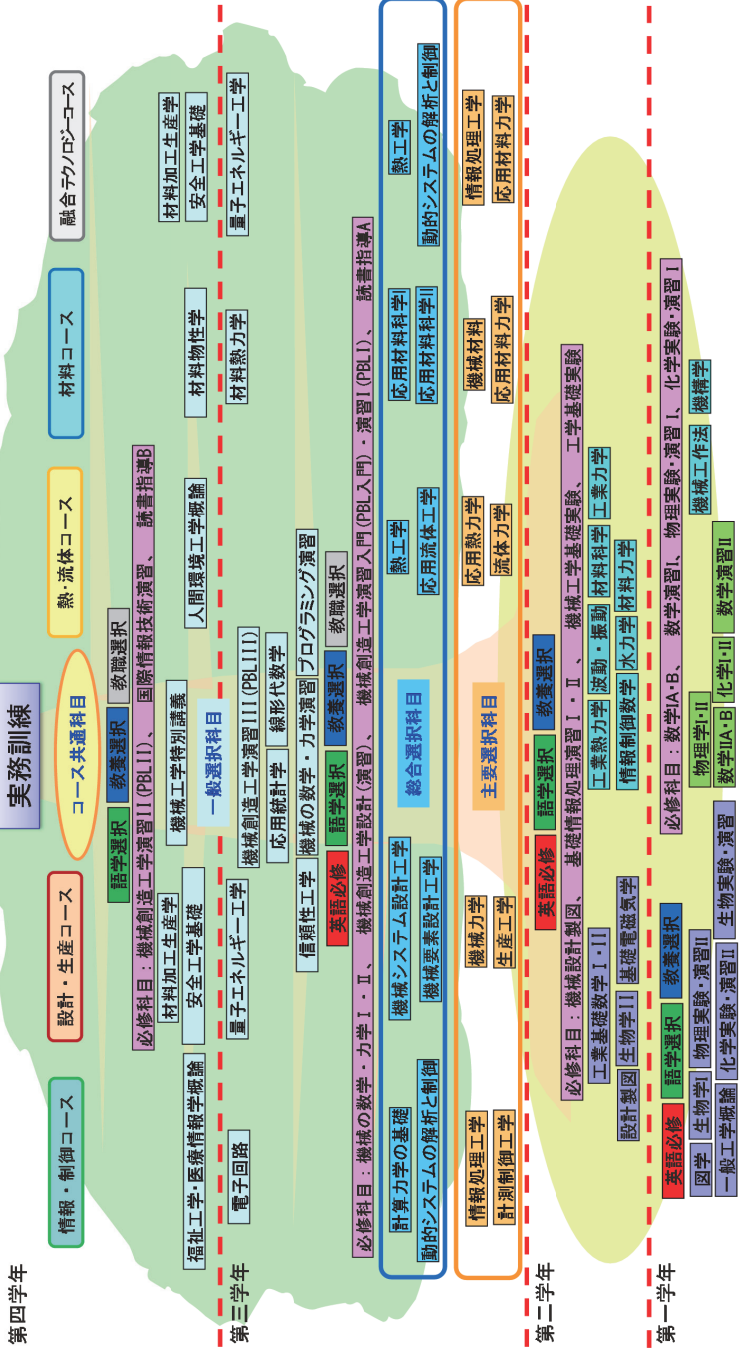 実務訓練
第四学年
情報・制御コース
設計・生産コース
コース共通科目
熱・流体コース
材料コース
融合テクノロジーコース
語学選択 教養選択 教職選択
必修科目：機械創造工学演習II(PBLII)、 国際情報技術演習、 読書指導B
材料加工生産学
機械工学特別講義
材料加工生産学
福祉工学・医療情報学概論
安全工学基礎
人間環境工学概論
材料物性学
安全工学基礎
一般選択科目
第三学年
電子回路
量子エネルギー工学
機械創造工学演習III(PBLIII)
材料熱力学
量子エネルギー工学
応用統計学 線形代数学
信頼性工学 機械の数学・力学演習 プログラミング演習
英語必修 語学選択 教養選択 教職選択
必修科目：機械の数学・力学I・II、 機械創造工学設計(演習)、 機械創造工学演習入門(PBL入門)・演習I(PBLI)、 読書指導A
計算力学の基礎
機械システム設計工学
総合選択科目
熱工学
応用材料科学I
熱工学
動的システムの解析と制御
機械要素設計工学
応用流体工学
応用材料科学II
動的システムの解析と制御
情報処理工学
機械力学
主要選択科目
応用熱力学
機械材料
情報処理工学
計測制御工学
生産工学
流体力学
応用材料力学
応用材料力学
第二学年
英語必修 語学選択 教養選択
必修科目：機械設計製図、 基礎情報処理演習I・II、 機械工学基礎実験、 工学基礎実験
工業基礎数学I・II
工業熱力学 波動・振動 材料科学 工業力学
設計製図 生物学II 基礎電磁気学
情報制御数学 水力学 材料力学
第一学年
英語必修 語学選択 教養選択
必修科目：数学IA・B、 数学演習I、 物理実験・演習I、 化学実験・演習I
図学 生物学I 物理実験・演習II
物理学I・II
機械工作法 機構学
一般工学概論 化学実験・演習II 生物実験・演習
数学IIA・B 化学I・II 数学演習II